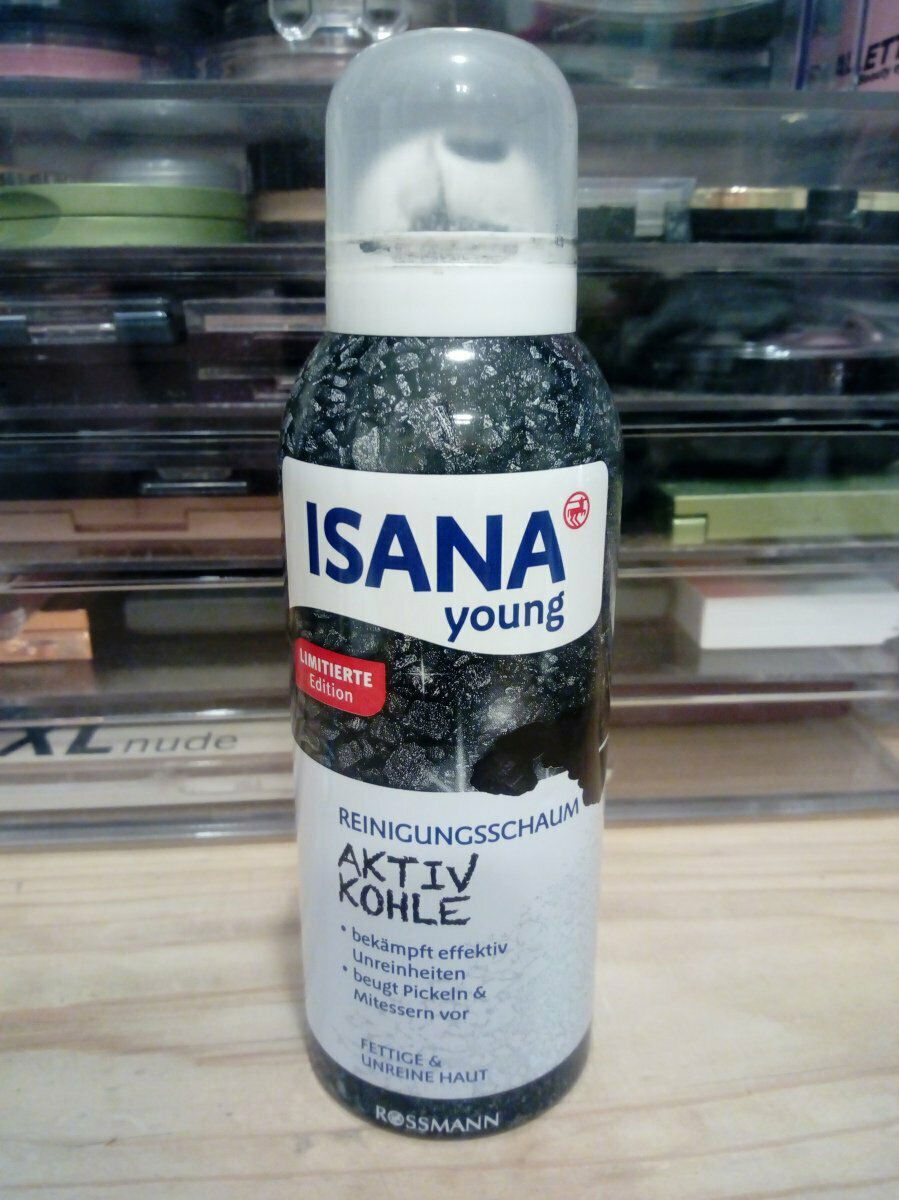 ISANA
young
LIMITIERTE
Edition
REINIGUNGSSCHAUM
AKTIV
KOHLE
• bekämpft effektiv
Unreinheiten
• beugt Pickeln &
Mitessern vor
FETTIGE &
UNREINE HAUT
ROSSMANN
XL nude